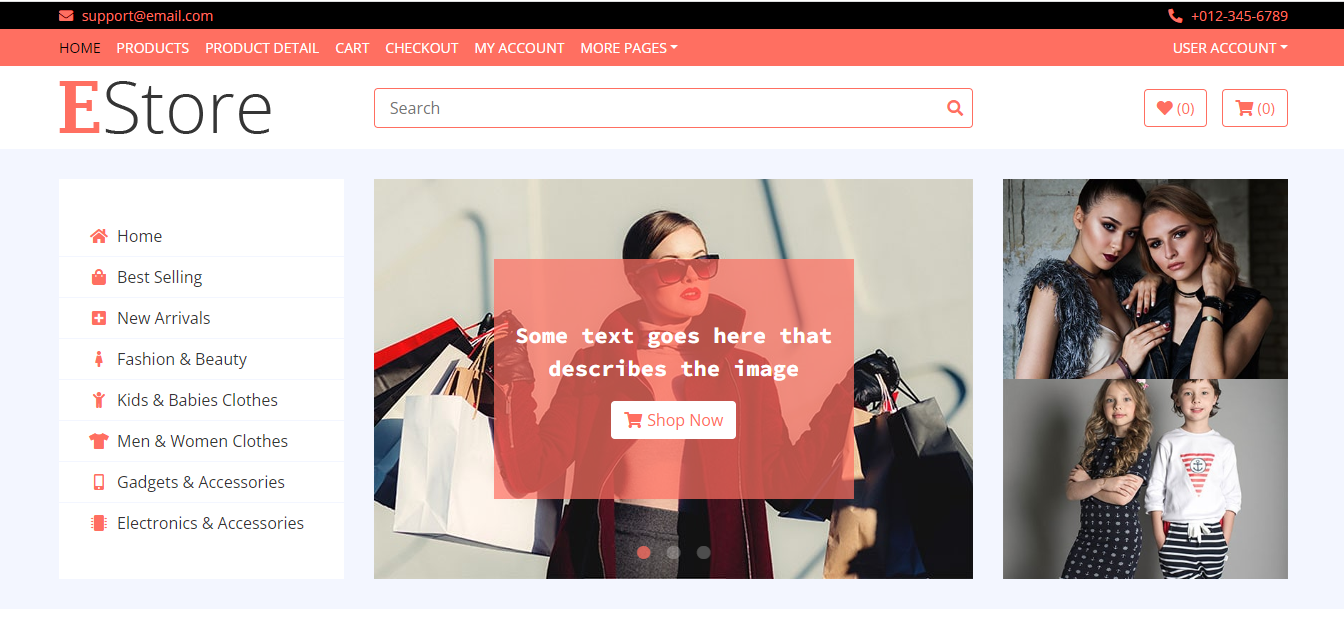 support@email.com
+012-345-6789
HOME PRODUCTS PRODUCT DETAIL CART CHECKOUT MY ACCOUNT MORE PAGES
USER ACCOUNT
EStore
Search
(0)
(0)
Home
Best Selling
New Arrivals
Fashion & Beauty
Kids & Babies Clothes
Men & Women Clothes
Gadgets & Accessories
Electronics & Accessories
Some text goes here that
describes the image
Shop Now